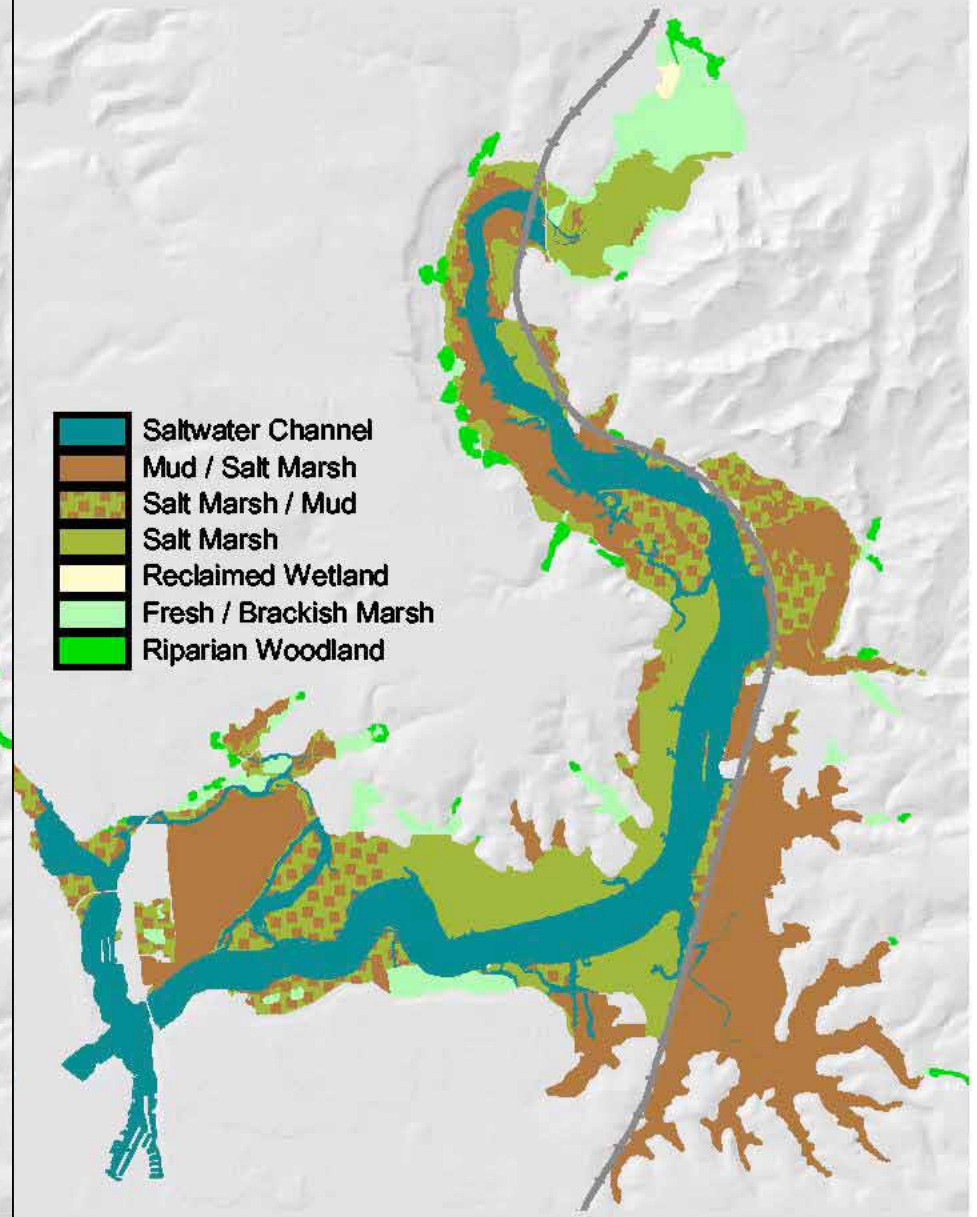 Saltwater Channel
Mud / Salt Marsh
Salt Marsh / Mud
Salt Marsh
Reclaimed Wetland
Fresh / Brackish Marsh
Riparian Woodland